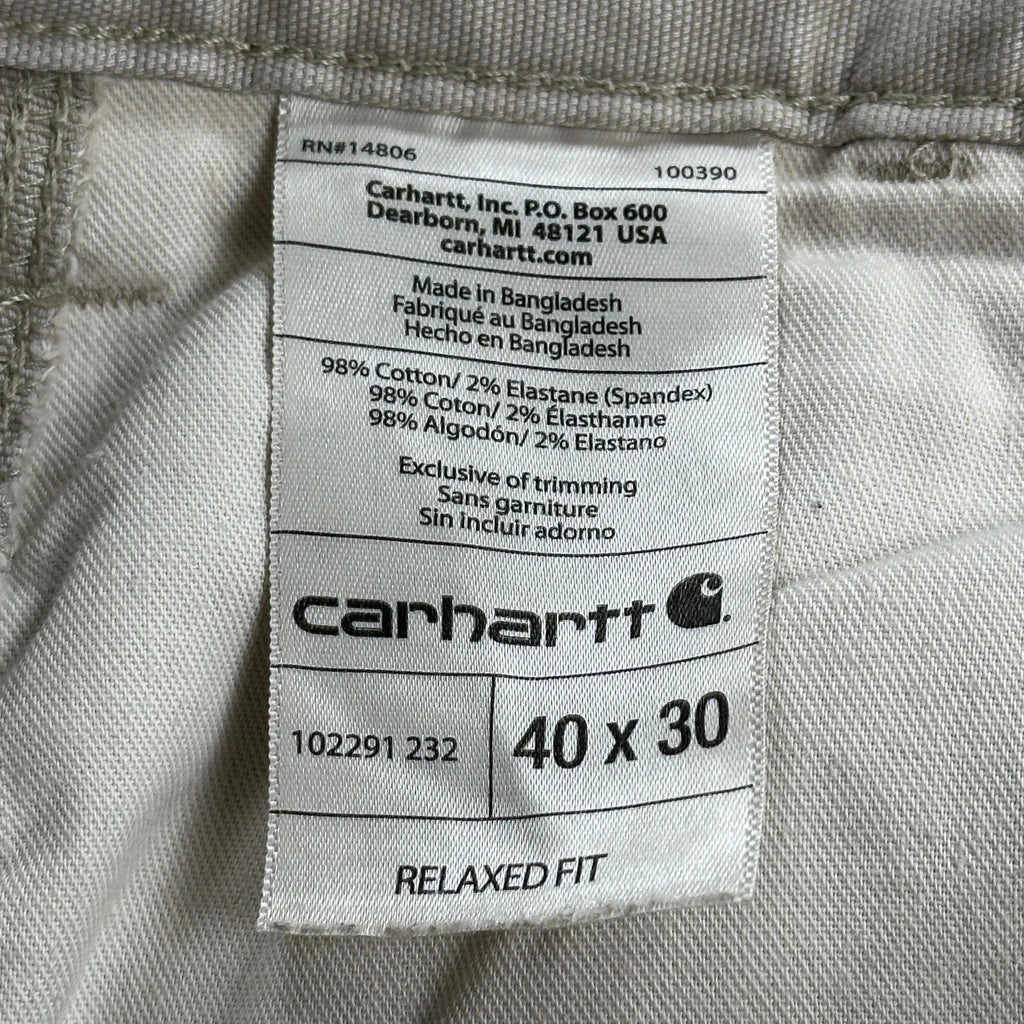 RN#14806
100390
Carhartt, Inc. P.O. Box 600
Dearborn, MI 48121 USA
carhartt.com
Made in Bangladesh
Fabriqué au Bangladesh
Hecho en Bangladesh
98% Cotton/ 2% Elastane (Spandex)
98% Coton/ 2% Élasthanne
98% Algodón/ 2% Elastano
Exclusive of trimming
Sans garniture
Sin incluir adorno
carhartt
102291 232
40 x 30
RELAXED FIT